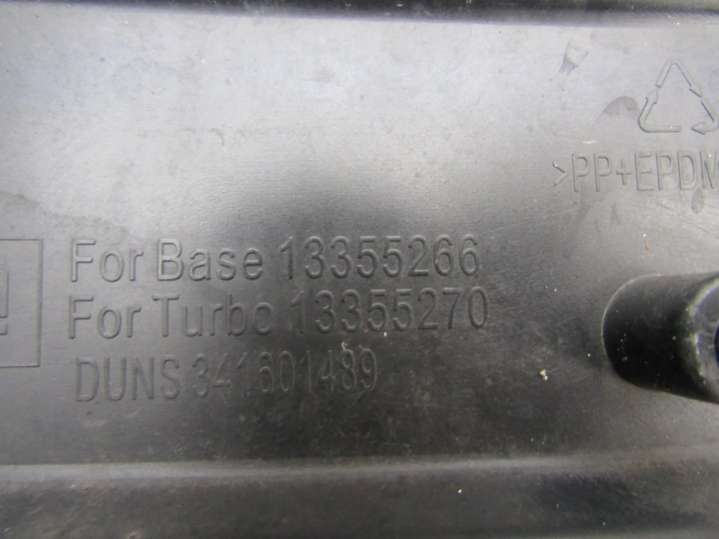 >PP+EPDM
For Base 13355266
For Turbo 13355270
DUNS 341601489